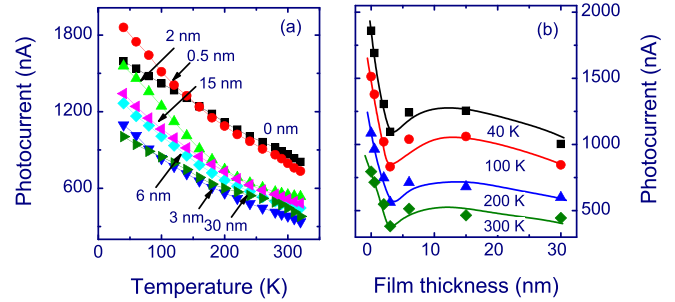 (a)
2 nm
0.5 nm
15 nm
0 nm
6 nm
3 nm
30 nm
1800
1200
600
0
100
200
300
Photocurrent (nA)
Temperature (K)
(b)
40 K
100 K
200 K
300 K
2000
1500
1000
500
0
10
20
30
Photocurrent (nA)
Film thickness (nm)